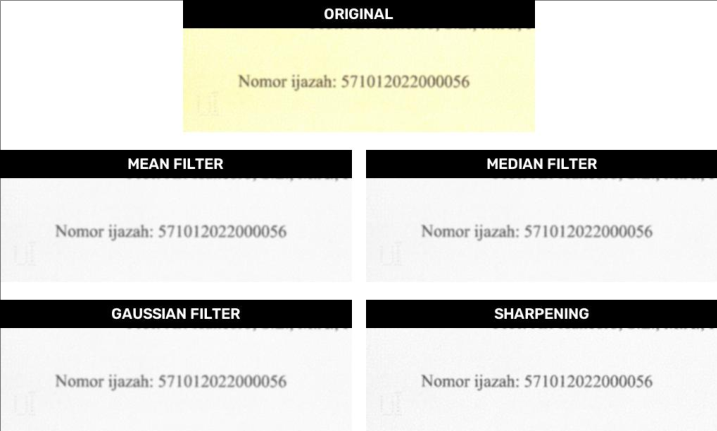 ORIGINAL
Nomor ijazah: 571012022000056
MEAN FILTER
MEDIAN FILTER
Nomor ijazah: 571012022000056
Nomor ijazah: 571012022000056
GAUSSIAN FILTER
SHARPENING
Nomor ijazah: 571012022000056
Nomor ijazah: 571012022000056